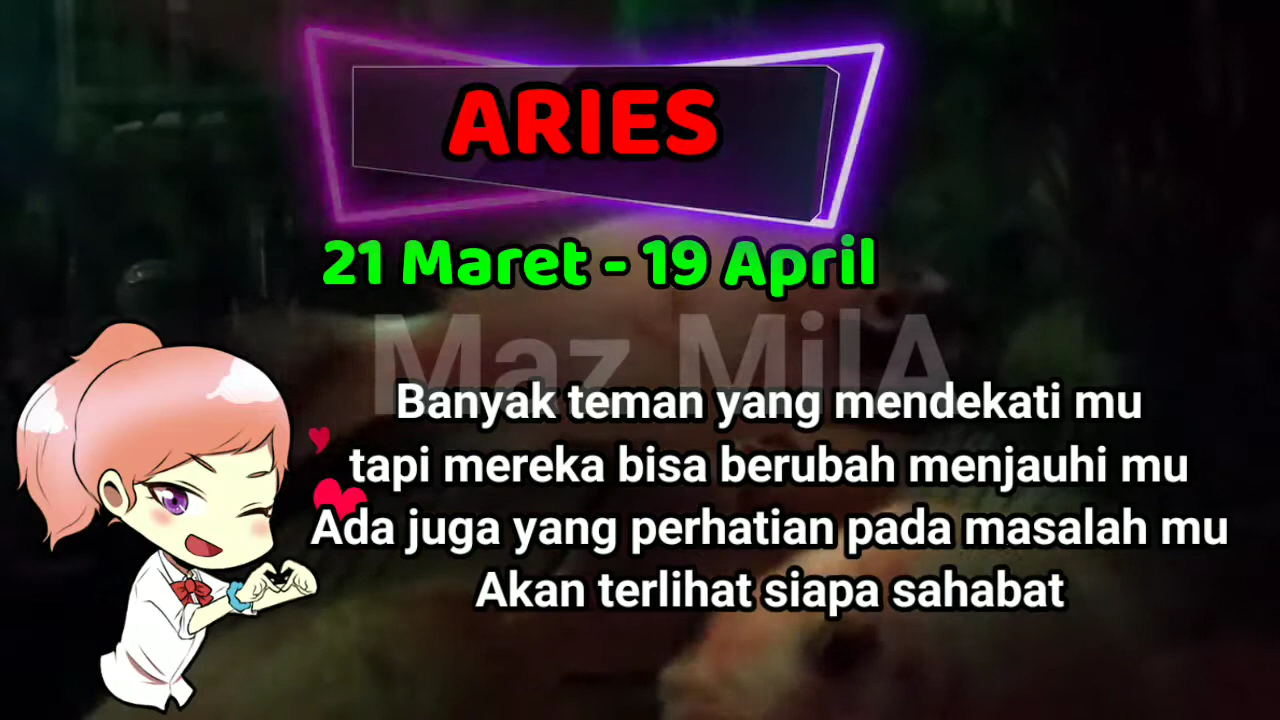 ARIES
21 Maret - 19 April
Maz MilA
Banyak teman yang mendekati mu
tapi mereka bisa berubah menjauhi mu
Ada juga yang perhatian pada masalah mu
Akan terlihat siapa sahabat